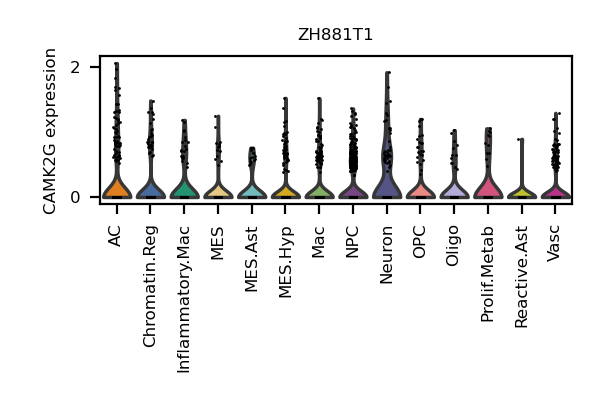 ZH881T1
CAMK2G expression
2
0
AC
Chromatin.Reg
Inflammatory.Mac
MES
MES.Ast
MES.Hyp
Mac
NPC
Neuron
OPC
Oligo
Prolif.Metab
Reactive.Ast
Vasc